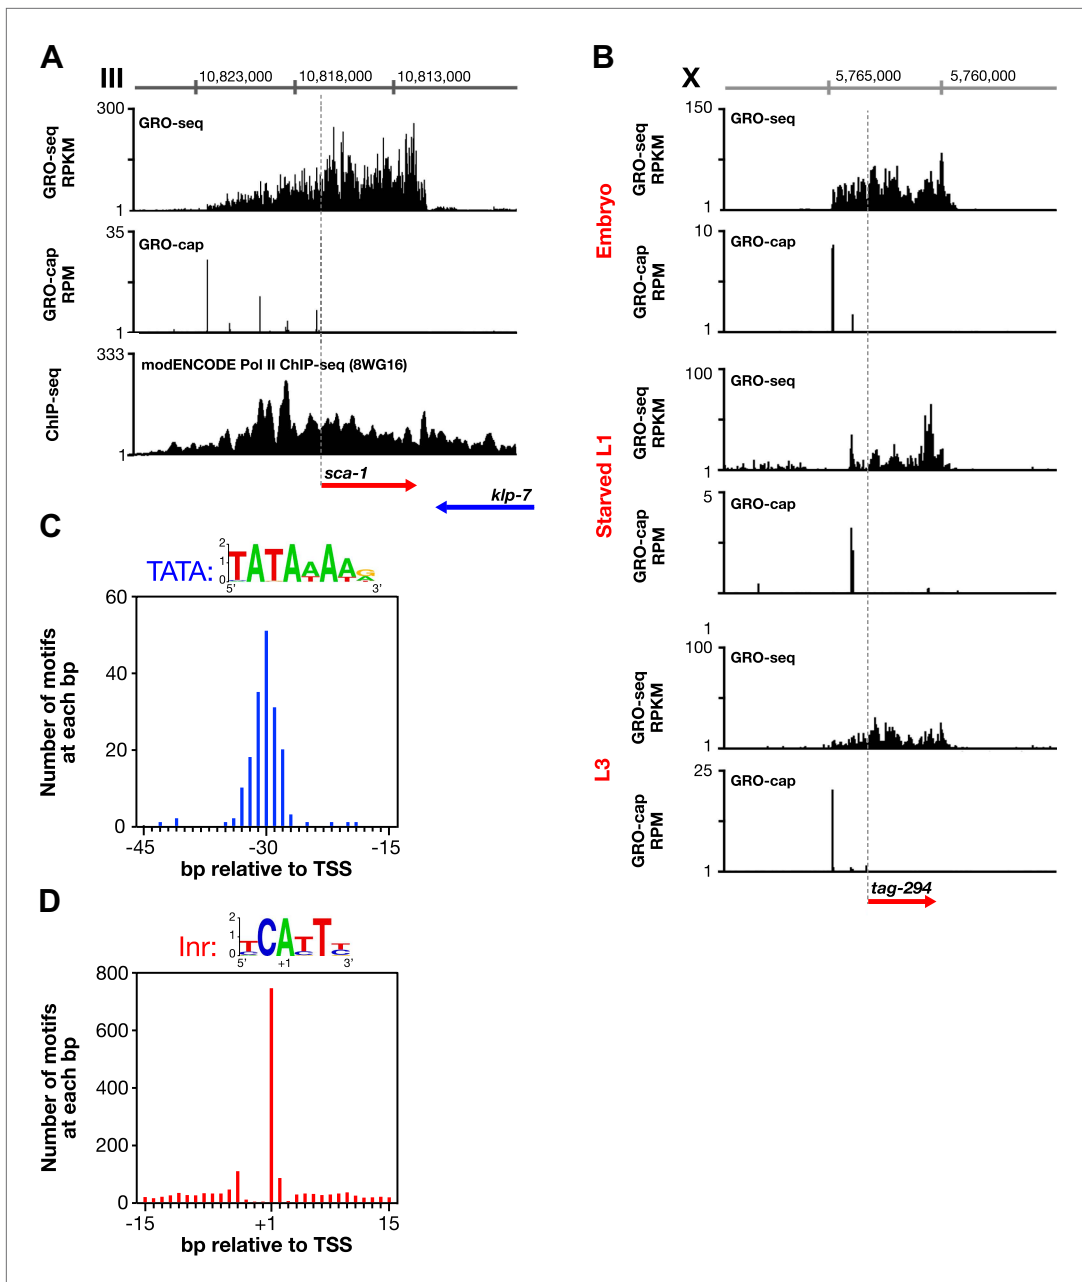 A
III
10,823,000
10,818,000
10,813,000
300
GRO-seq
GRO-seq
RPKM
1
35
GRO-cap
GRO-cap
RPM
1
333
modENCODE Pol II ChIP-seq (8WG16)
ChIP-seq
1
sca-1
klp-7
B
X
5,765,000
5,760,000
Embryo
150
GRO-seq
GRO-seq
RPKM
1
10
GRO-cap
GRO-cap
RPM
1
Starved L1
100
GRO-seq
GRO-seq
RPKM
1
5
GRO-cap
GRO-cap
RPM
1
L3
100
GRO-seq
GRO-seq
RPKM
1
25
GRO-cap
GRO-cap
RPM
1
tag-294
C
TATA:
2
1
0
TATAAAAG
5'
3'
60
40
20
0
Number of motifs
at each bp
-45
-30
-15
bp relative to TSS
D
Inr:
2
1
0
TCATTT
5'
+1
3'
800
600
400
200
0
Number of motifs
at each bp
-15
+1
15
bp relative to TSS